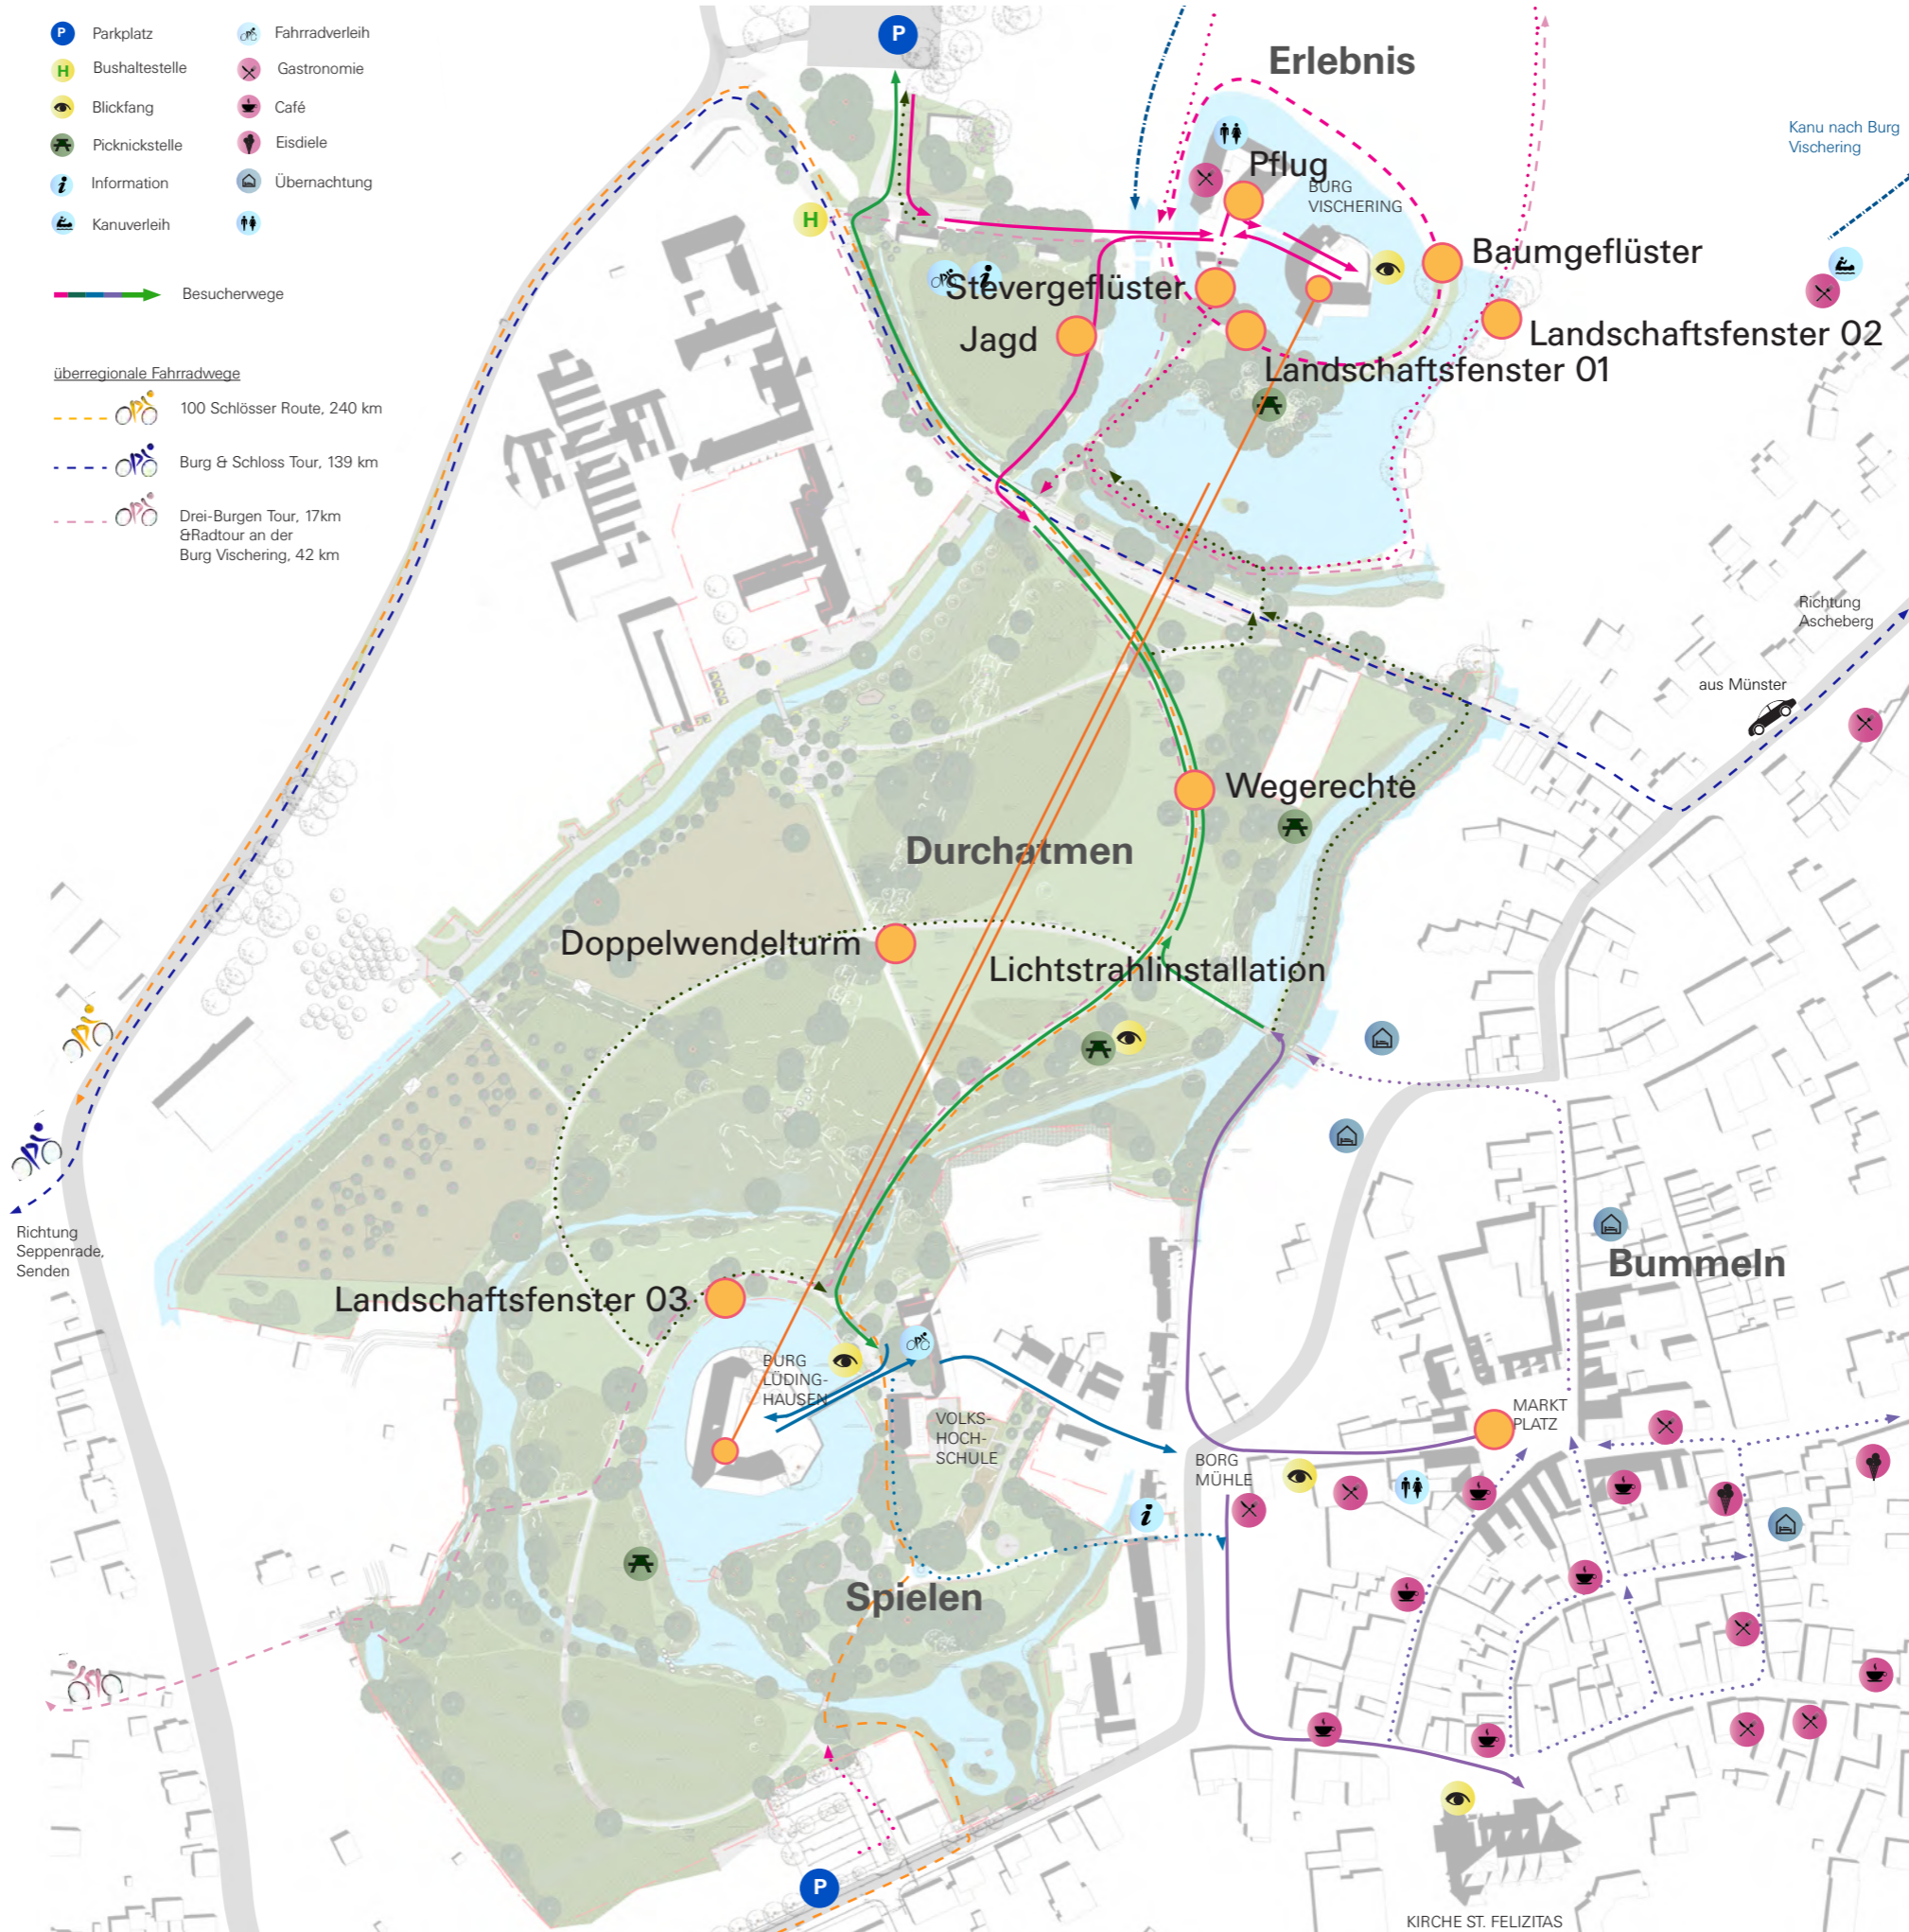 P Parkplatz
H Bushaltestelle
Blickfang
Picknickstelle
i Information
Kanuverleih
Fahrradverleih
Gastronomie
Café
Eisdiele
Übernachtung
Besucherwege
überregionale Fahrradwege
100 Schlösser Route, 240 km
Burg & Schloss Tour, 139 km
Drei-Burgen Tour, 17km
&Radtour an der
Burg Vischering, 42 km
P
Erlebnis
Kanu nach Burg
Vischering
Pflug
BURG
VISCHERING
H
Baumgeflüster
i
Stevergeflüster
Jagd
Landschaftsfenster 02
Landschaftsfenster 01
Richtung
Ascheberg
aus Münster
Wegerechte
Durchatmen
Doppelwendelturm
Lichtstrahlinstallation
Richtung
Seppenrade,
Senden
Bummeln
Landschaftsfenster 03
BURG
LÜDING-
HAUSEN
VOLKS-
HOCH-
SCHULE
MARKT
PLATZ
BORG
MÜHLE
i
Spielen
P
KIRCHE ST. FELIZITAS